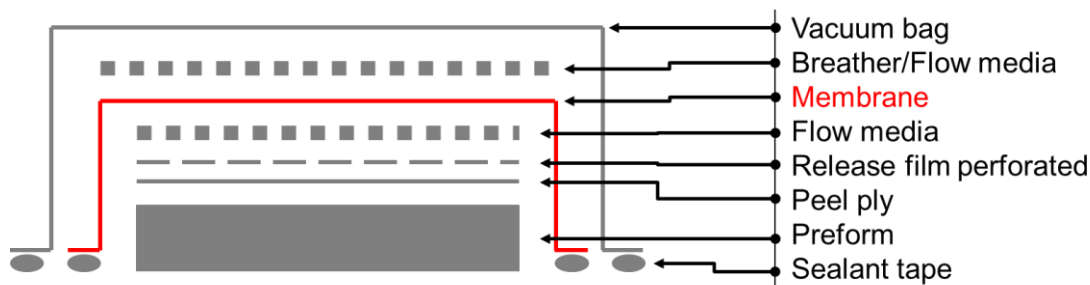 Vacuum bag
Breather/Flow media
Membrane
Flow media
Release film perforated
Peel ply
Preform
Sealant tape